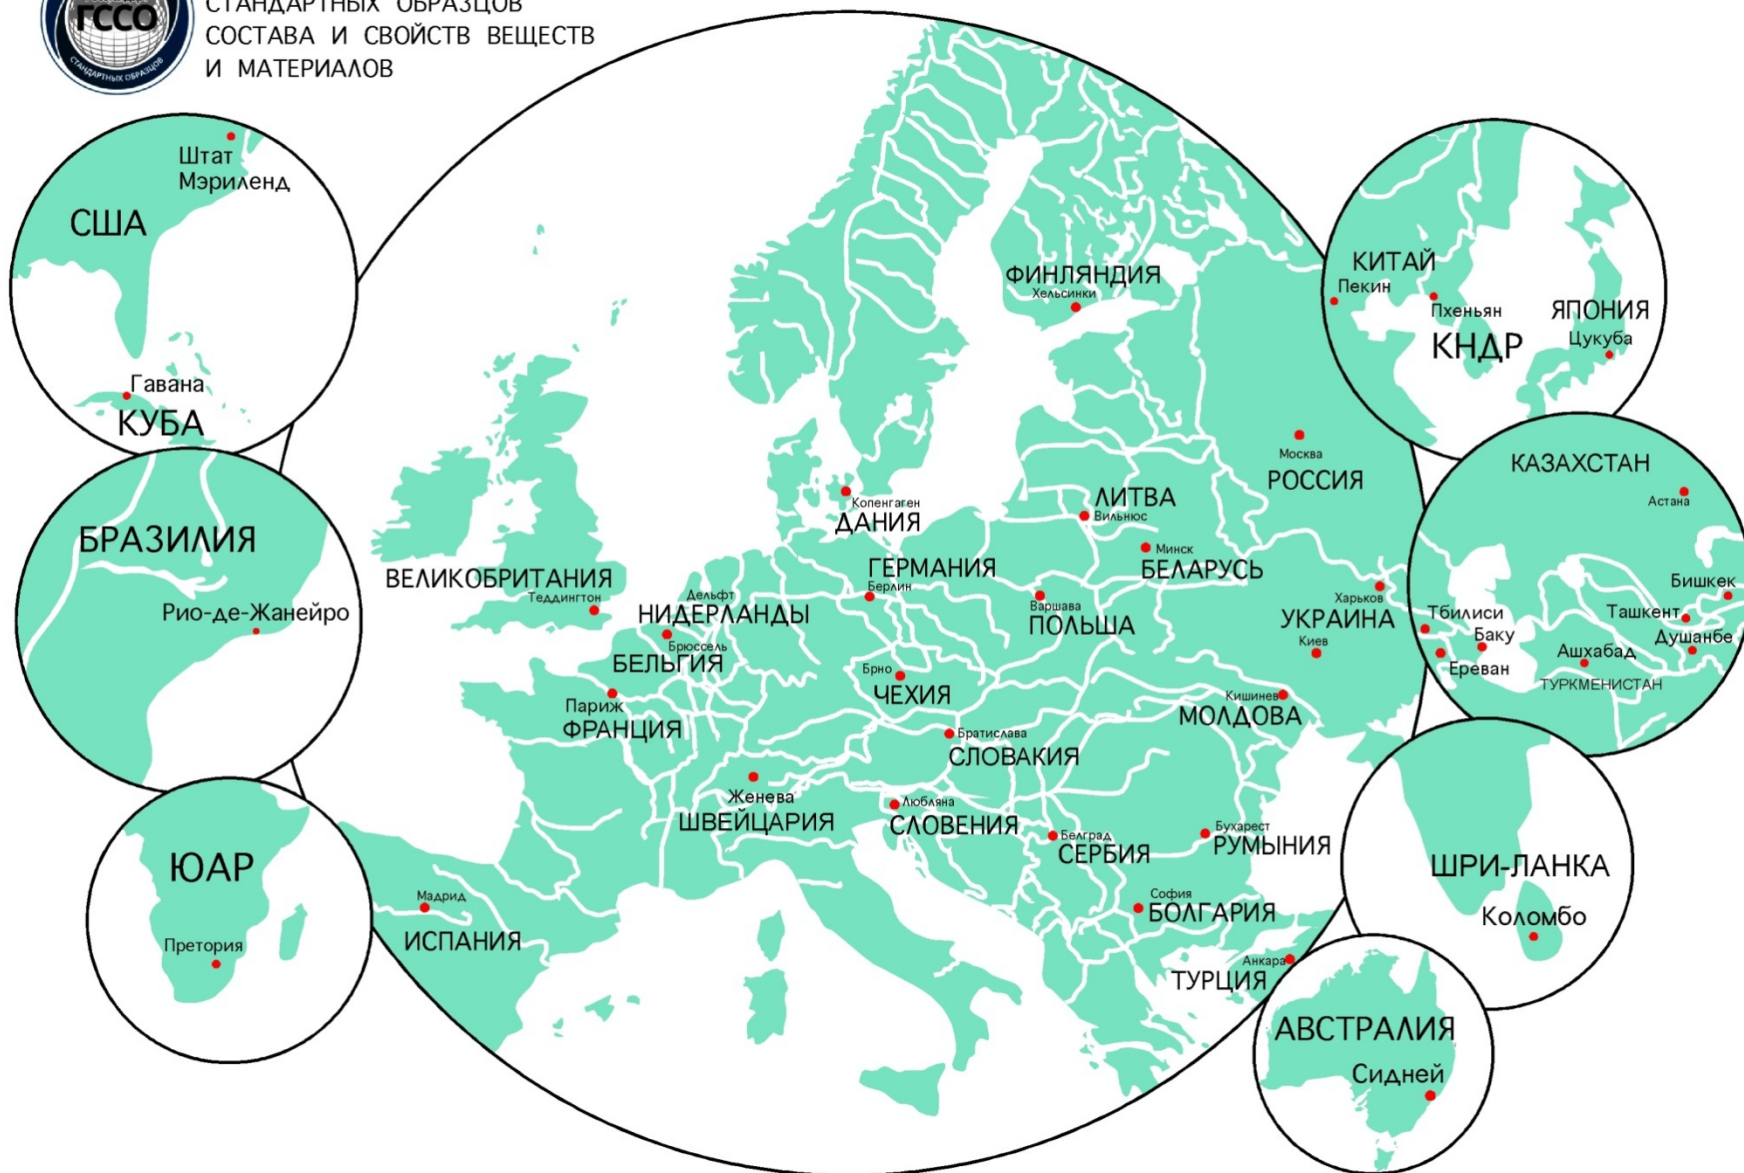 СТАНДАРТНЫХ ОБРАЗЦОВ
СОСТАВА И СВОЙСТВ ВЕЩЕСТВ
И МАТЕРИАЛОВ
ГССО
СТАНДАРТНЫХ ОБРАЗЦОВ
Штат
Мэриленд
США
Гавана
КУБА
БРАЗИЛИЯ
Рио-де-Жанейро
ЮАР
Претория
ФИНЛЯНДИЯ
Хельсинки
Москва
РОССИЯ
ЛИТВА
Вильнюс
Копенгаген
ДАНИЯ
Минск
БЕЛАРУСЬ
ГЕРМАНИЯ
Берлин
ВЕЛИКОБРИТАНИЯ
Теддингтон
Дельфт
НИДЕРЛАНДЫ
Брюссель
БЕЛЬГИЯ
Варшава
ПОЛЬША
Харьков
УКРАИНА
Киев
Брно
ЧЕХИЯ
Париж
ФРАНЦИЯ
Кишинев
МОЛДОВА
Братислава
СЛОВАКИЯ
Женева
ШВЕЙЦАРИЯ
Любляна
СЛОВЕНИЯ
Белград
СЕРБИЯ
Бухарест
РУМЫНИЯ
Мадрид
ИСПАНИЯ
София
БОЛГАРИЯ
Анкара
ТУРЦИЯ
КИТАЙ
Пекин
Пхеньян
КНДР
ЯПОНИЯ
Цукуба
КАЗАХСТАН
Астана
Бишкек
Тбилиси
Ташкент
Баку
Душанбе
Ашхабад
Ереван
ТУРКМЕНИСТАН
ШРИ-ЛАНКА
Коломбо
АВСТРАЛИЯ
Сидней